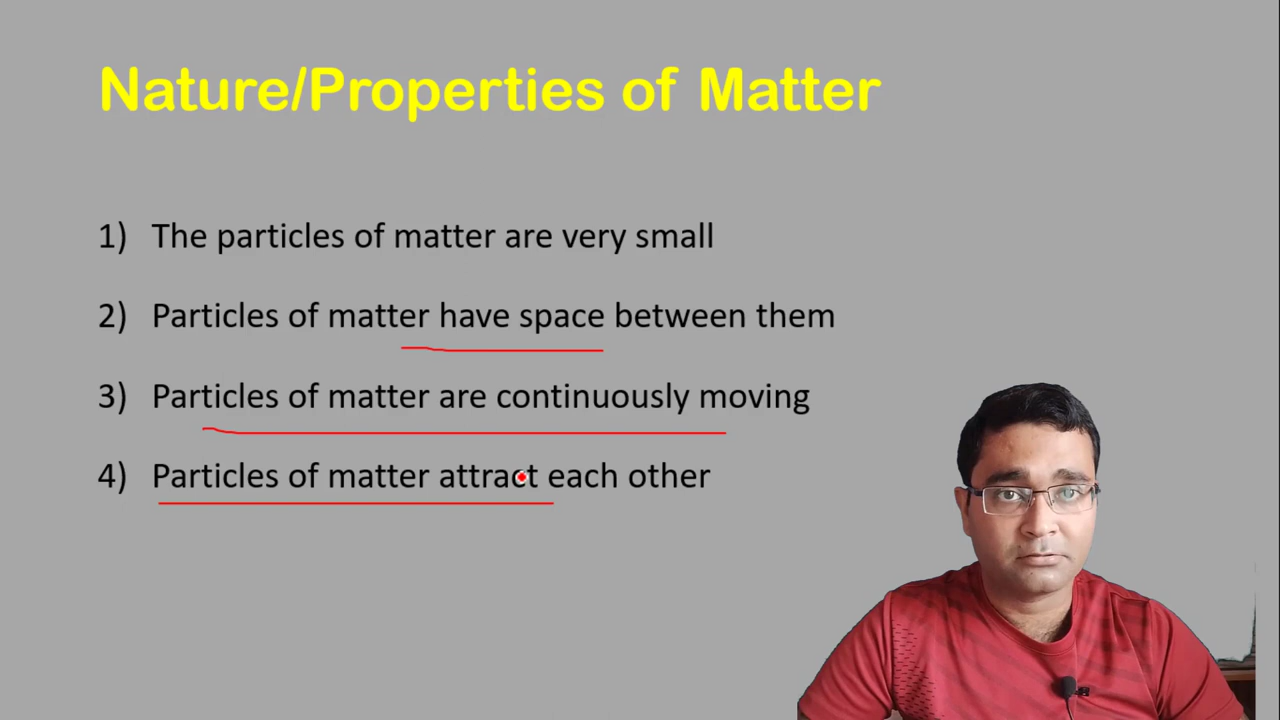 Nature/Properties of Matter
1) The particles of matter are very small
2) Particles of matter have space between them
3) Particles of matter are continuously moving
4) Particles of matter attract each other